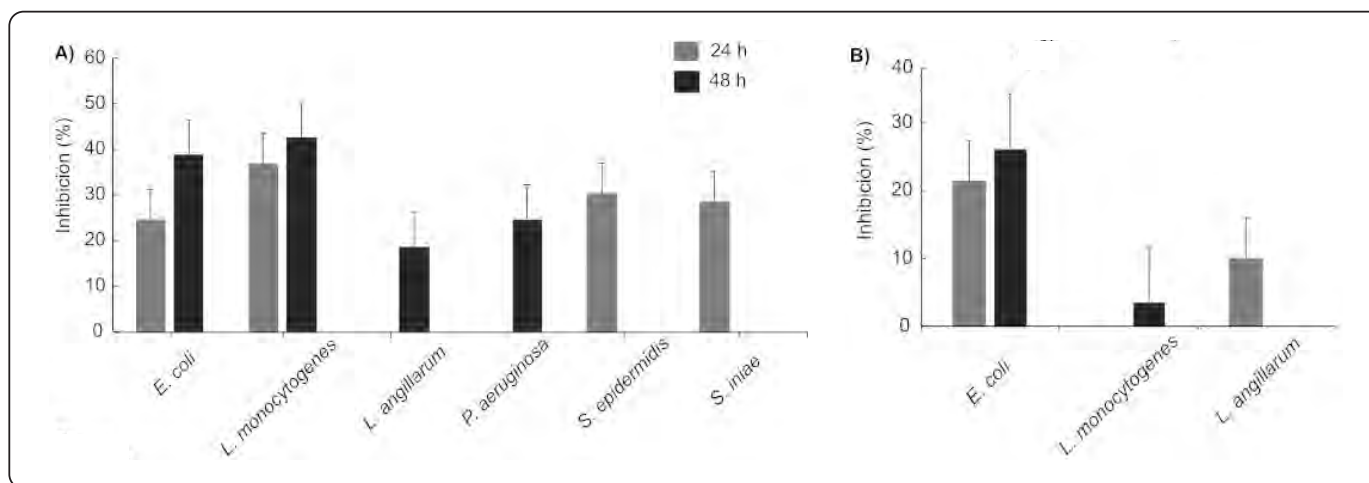 A)
60
50
40
30
20
10
0
Inhibición (%)
24 h
48 h
E. coli
L. monocytogenes
L. angillarum
P. aeruginosa
S. epidermidis
S. iniae
B)
40
30
20
10
0
Inhibición (%)
E. coli
L. monocytogenes
L. angillarum